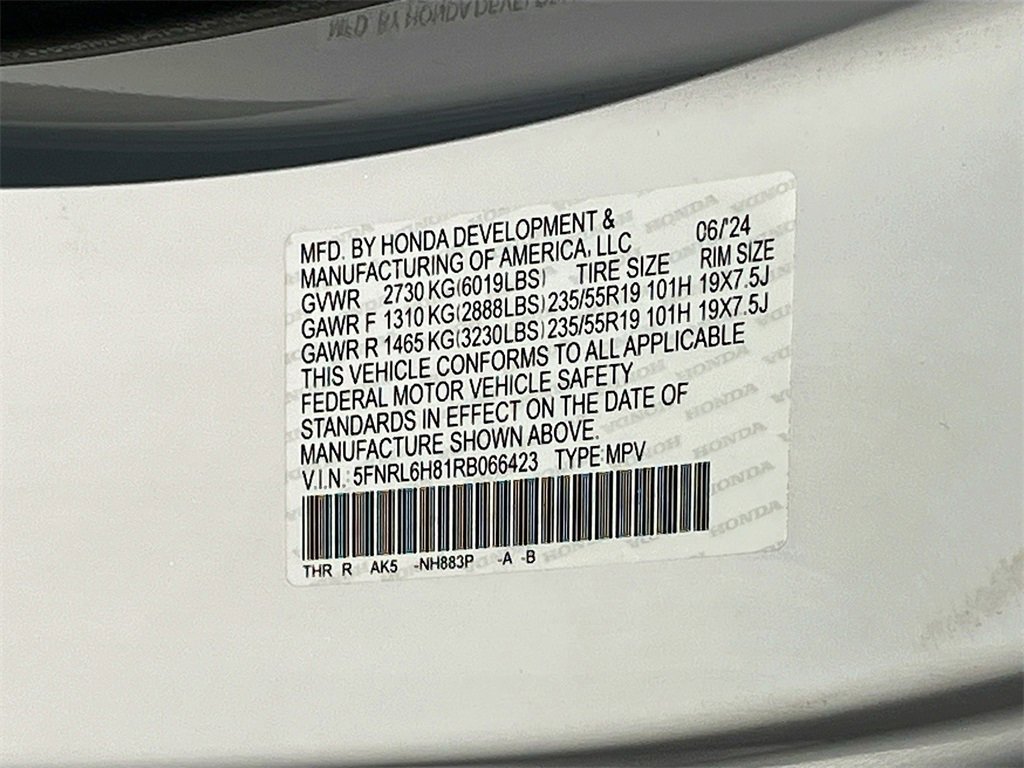 MFD. BY HONDA DEVELOPMENT &
MANUFACTURING OF AMERICA, LLC 06/'24
GVWR 2730 KG(6019LBS) TIRE SIZE RIM SIZE
GAWR F 1310 KG(2888LBS) 235/55R19 101H 19X7.5J
GAWR R 1465 KG(3230LBS) 235/55R19 101H 19X7.5J
THIS VEHICLE CONFORMS TO ALL APPLICABLE
FEDERAL MOTOR VEHICLE SAFETY
STANDARDS IN EFFECT ON THE DATE OF
MANUFACTURE SHOWN ABOVE.
V.I.N.: 5FNRL6H81RB066423 TYPE:MPV
THR R AK5 -NH883P -A -B